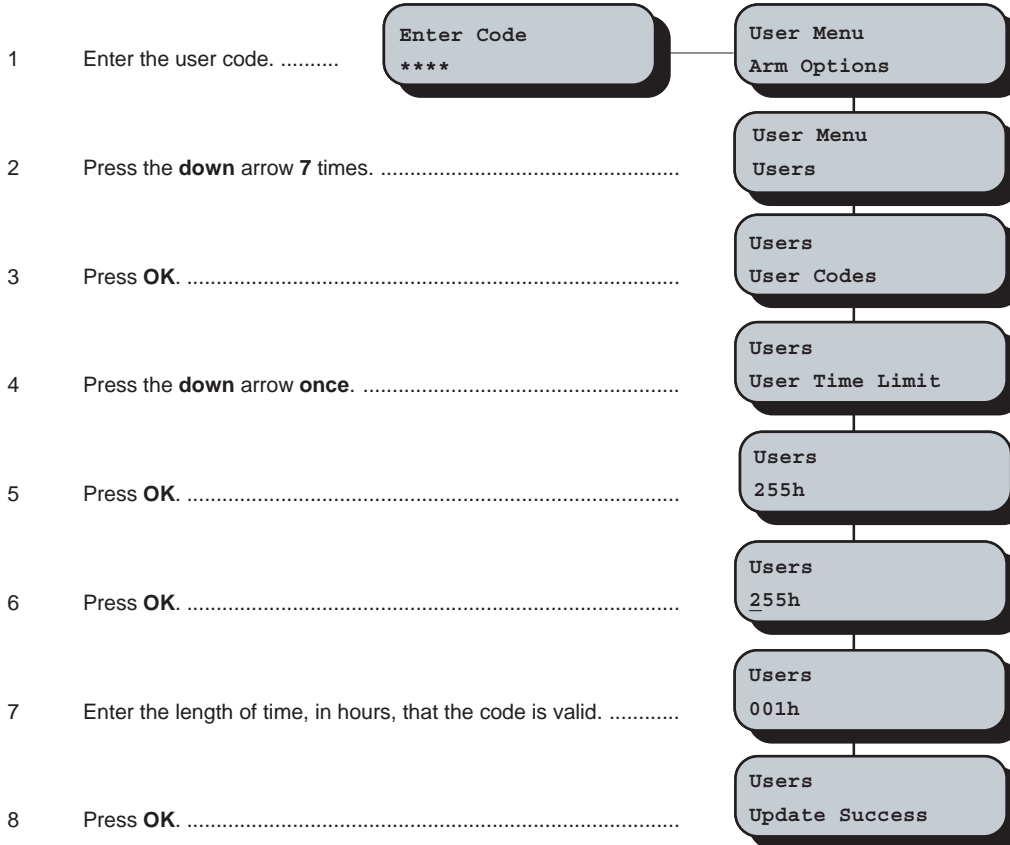 Enter Code
****
User Menu
Arm Options
1 Enter the user code. ..........
2 Press the down arrow 7 times. .................................................
User Menu
Users
3 Press OK. .................................................................................
Users
User Codes
4 Press the down arrow once. ....................................................
Users
User Time Limit
5 Press OK. .................................................................................
Users
255h
6 Press OK. .................................................................................
Users
255h
7 Enter the length of time, in hours, that the code is valid. ............
Users
001h
8 Press OK. .................................................................................
Users
Update Success